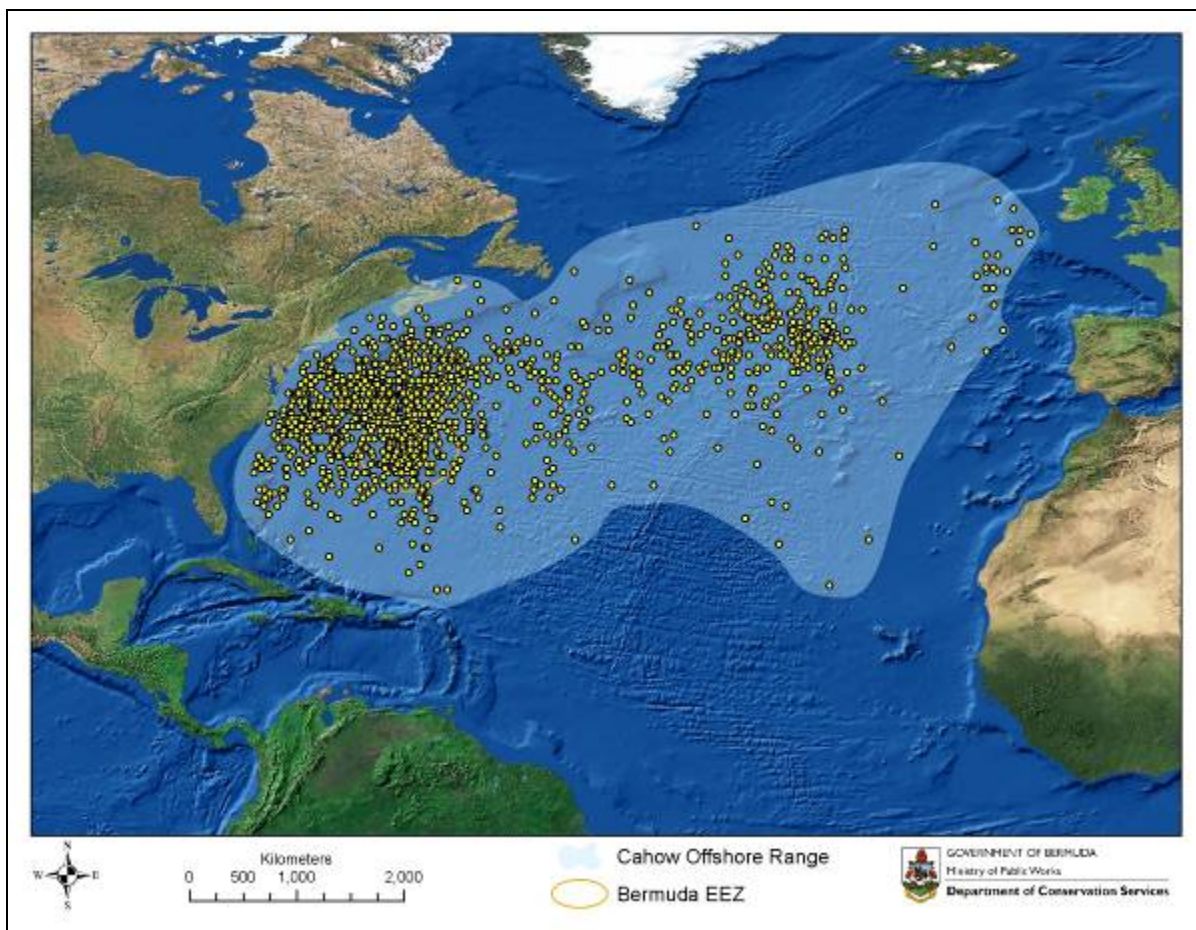 N
W E
S
Kilometers
0 500 1,000 2,000
Cahow Offshore Range
Bermuda EEZ
GOVERNMENT OF BERMUDA
Ministry of Public Works
Department of Conservation Services